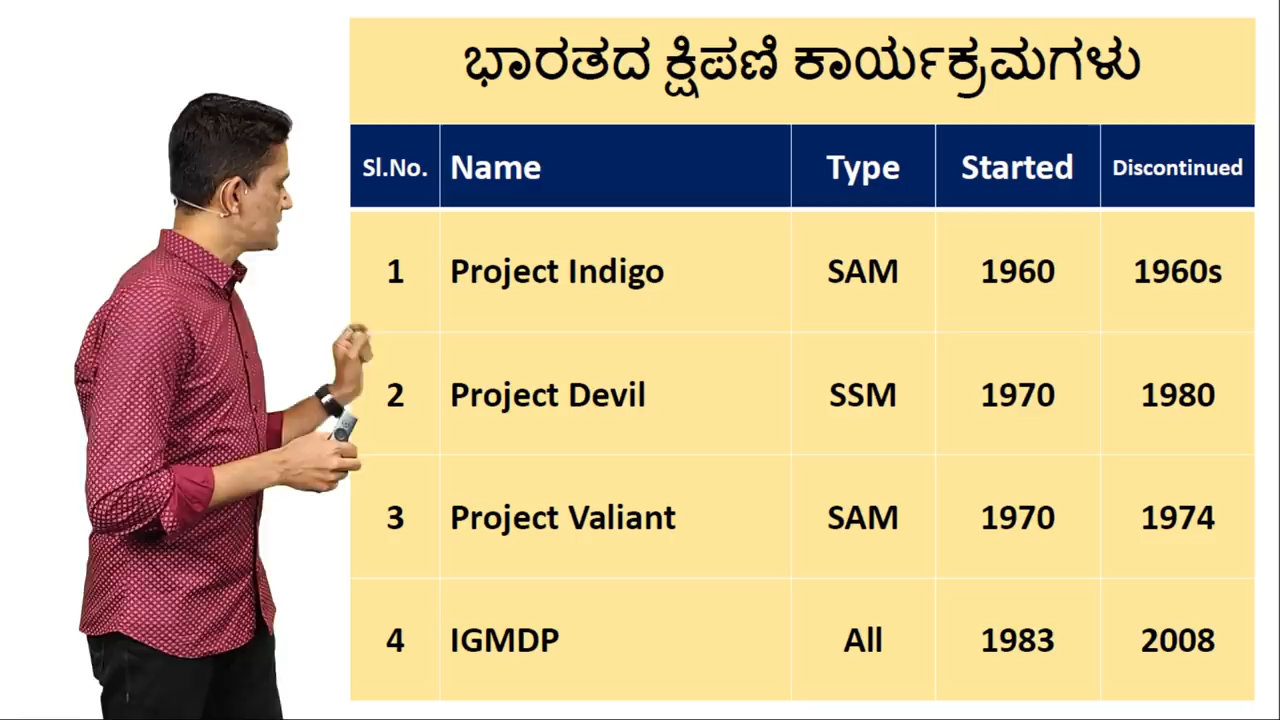 ಭಾರತದ ಕ್ಷಿಪಣಿ ಕಾರ್ಯಕ್ರಮಗಳು
Sl.No. Name Type Started Discontinued
1 Project Indigo SAM 1960 1960s
2 Project Devil SSM 1970 1980
3 Project Valiant SAM 1970 1974
4 IGMDP All 1983 2008